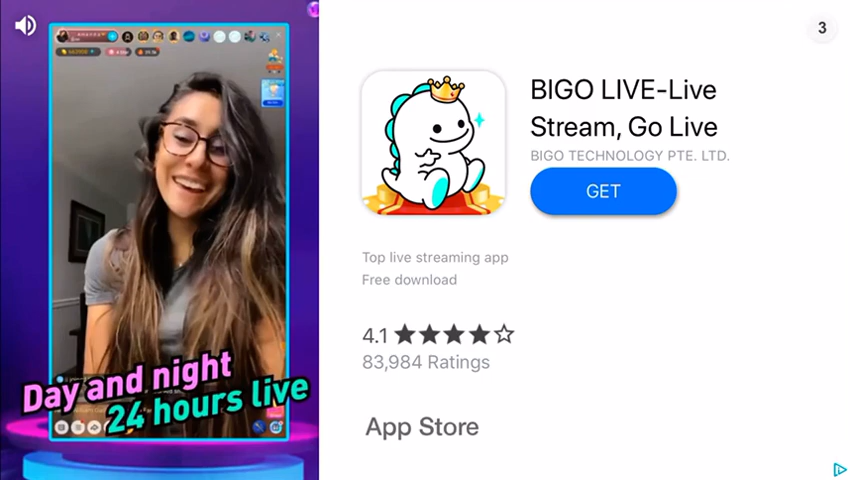 3
BIGO LIVE-Live
Stream, Go Live
BIGO TECHNOLOGY PTE. LTD.
GET
Top live streaming app
Free download
4.1
83,984 Ratings
App Store
Day and night
24 hours live